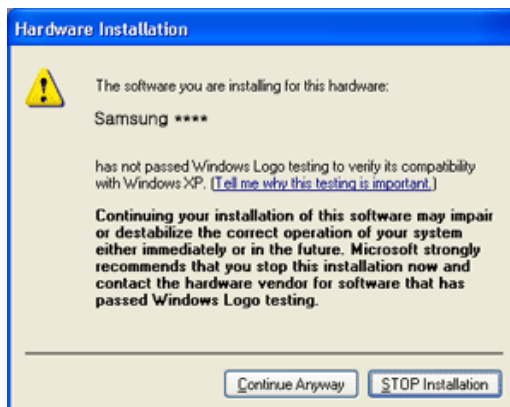 Hardware Installation
The software you are installing for this hardware:
Samsung ****
has not passed Windows Logo testing to verify its compatibility
with Windows XP. (Tell me why this testing is important.)
Continuing your installation of this software may impair
or destabilize the correct operation of your system
either immediately or in the future. Microsoft strongly
recommends that you stop this installation now and
contact the hardware vendor for software that has
passed Windows Logo testing.
Continue Anyway STOP Installation